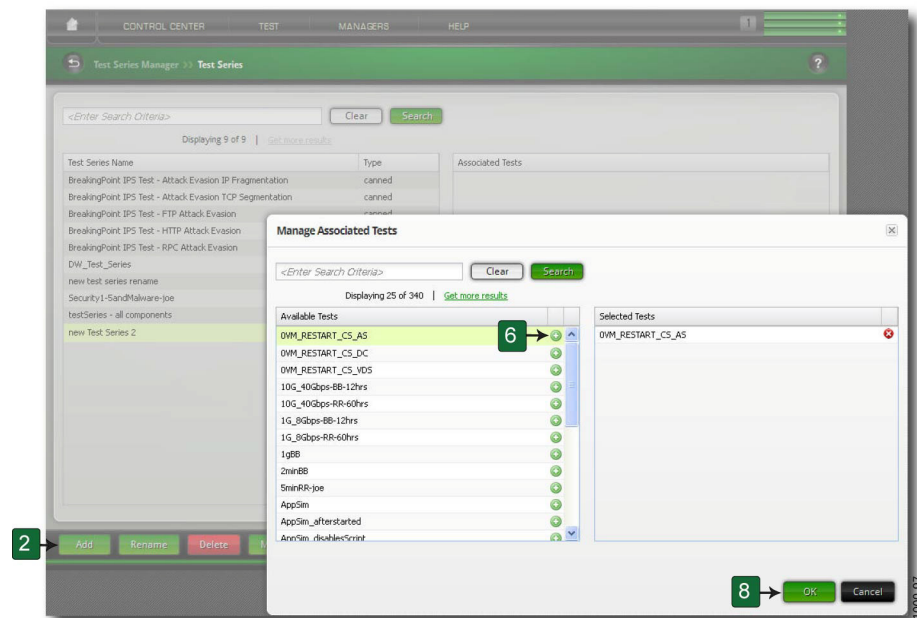 CONTROL CENTER TEST MANAGERS HELP 1
Test Series Manager >> Test Series ?
<Enter Search Criteria> Clear Search
Displaying 9 of 9 | Get more results
Test Series Name Type Associated Tests
BreakingPoint IPS Test - Attack Evasion IP Fragmentation canned
BreakingPoint IPS Test - Attack Evasion TCP Segmentation canned
BreakingPoint IPS Test - FTP Attack Evasion canned
BreakingPoint IPS Test - HTTP Attack Evasion
BreakingPoint IPS Test - RPC Attack Evasion
DW_Test_Series
new test series rename
Security1-5andMalware-joe
testSeries - all components
new Test Series 2
2 Add Rename Delete M
Manage Associated Tests
<Enter Search Criteria> Clear Search
Displaying 25 of 340 | Get more results
Available Tests
0VM_RESTART_CS_AS 6
0VM_RESTART_CS_DC
0VM_RESTART_CS_VDS
10G_40Gbps-BB-12hrs
10G_40Gbps-RR-60hrs
1G_8Gbps-BB-12hrs
1G_8Gbps-RR-60hrs
1gBB
2minBB
5minRR-joe
AppSim
AppSim_afterstarted
AppSim_disablesScript
Selected Tests
0VM_RESTART_CS_AS
8 OK Cancel